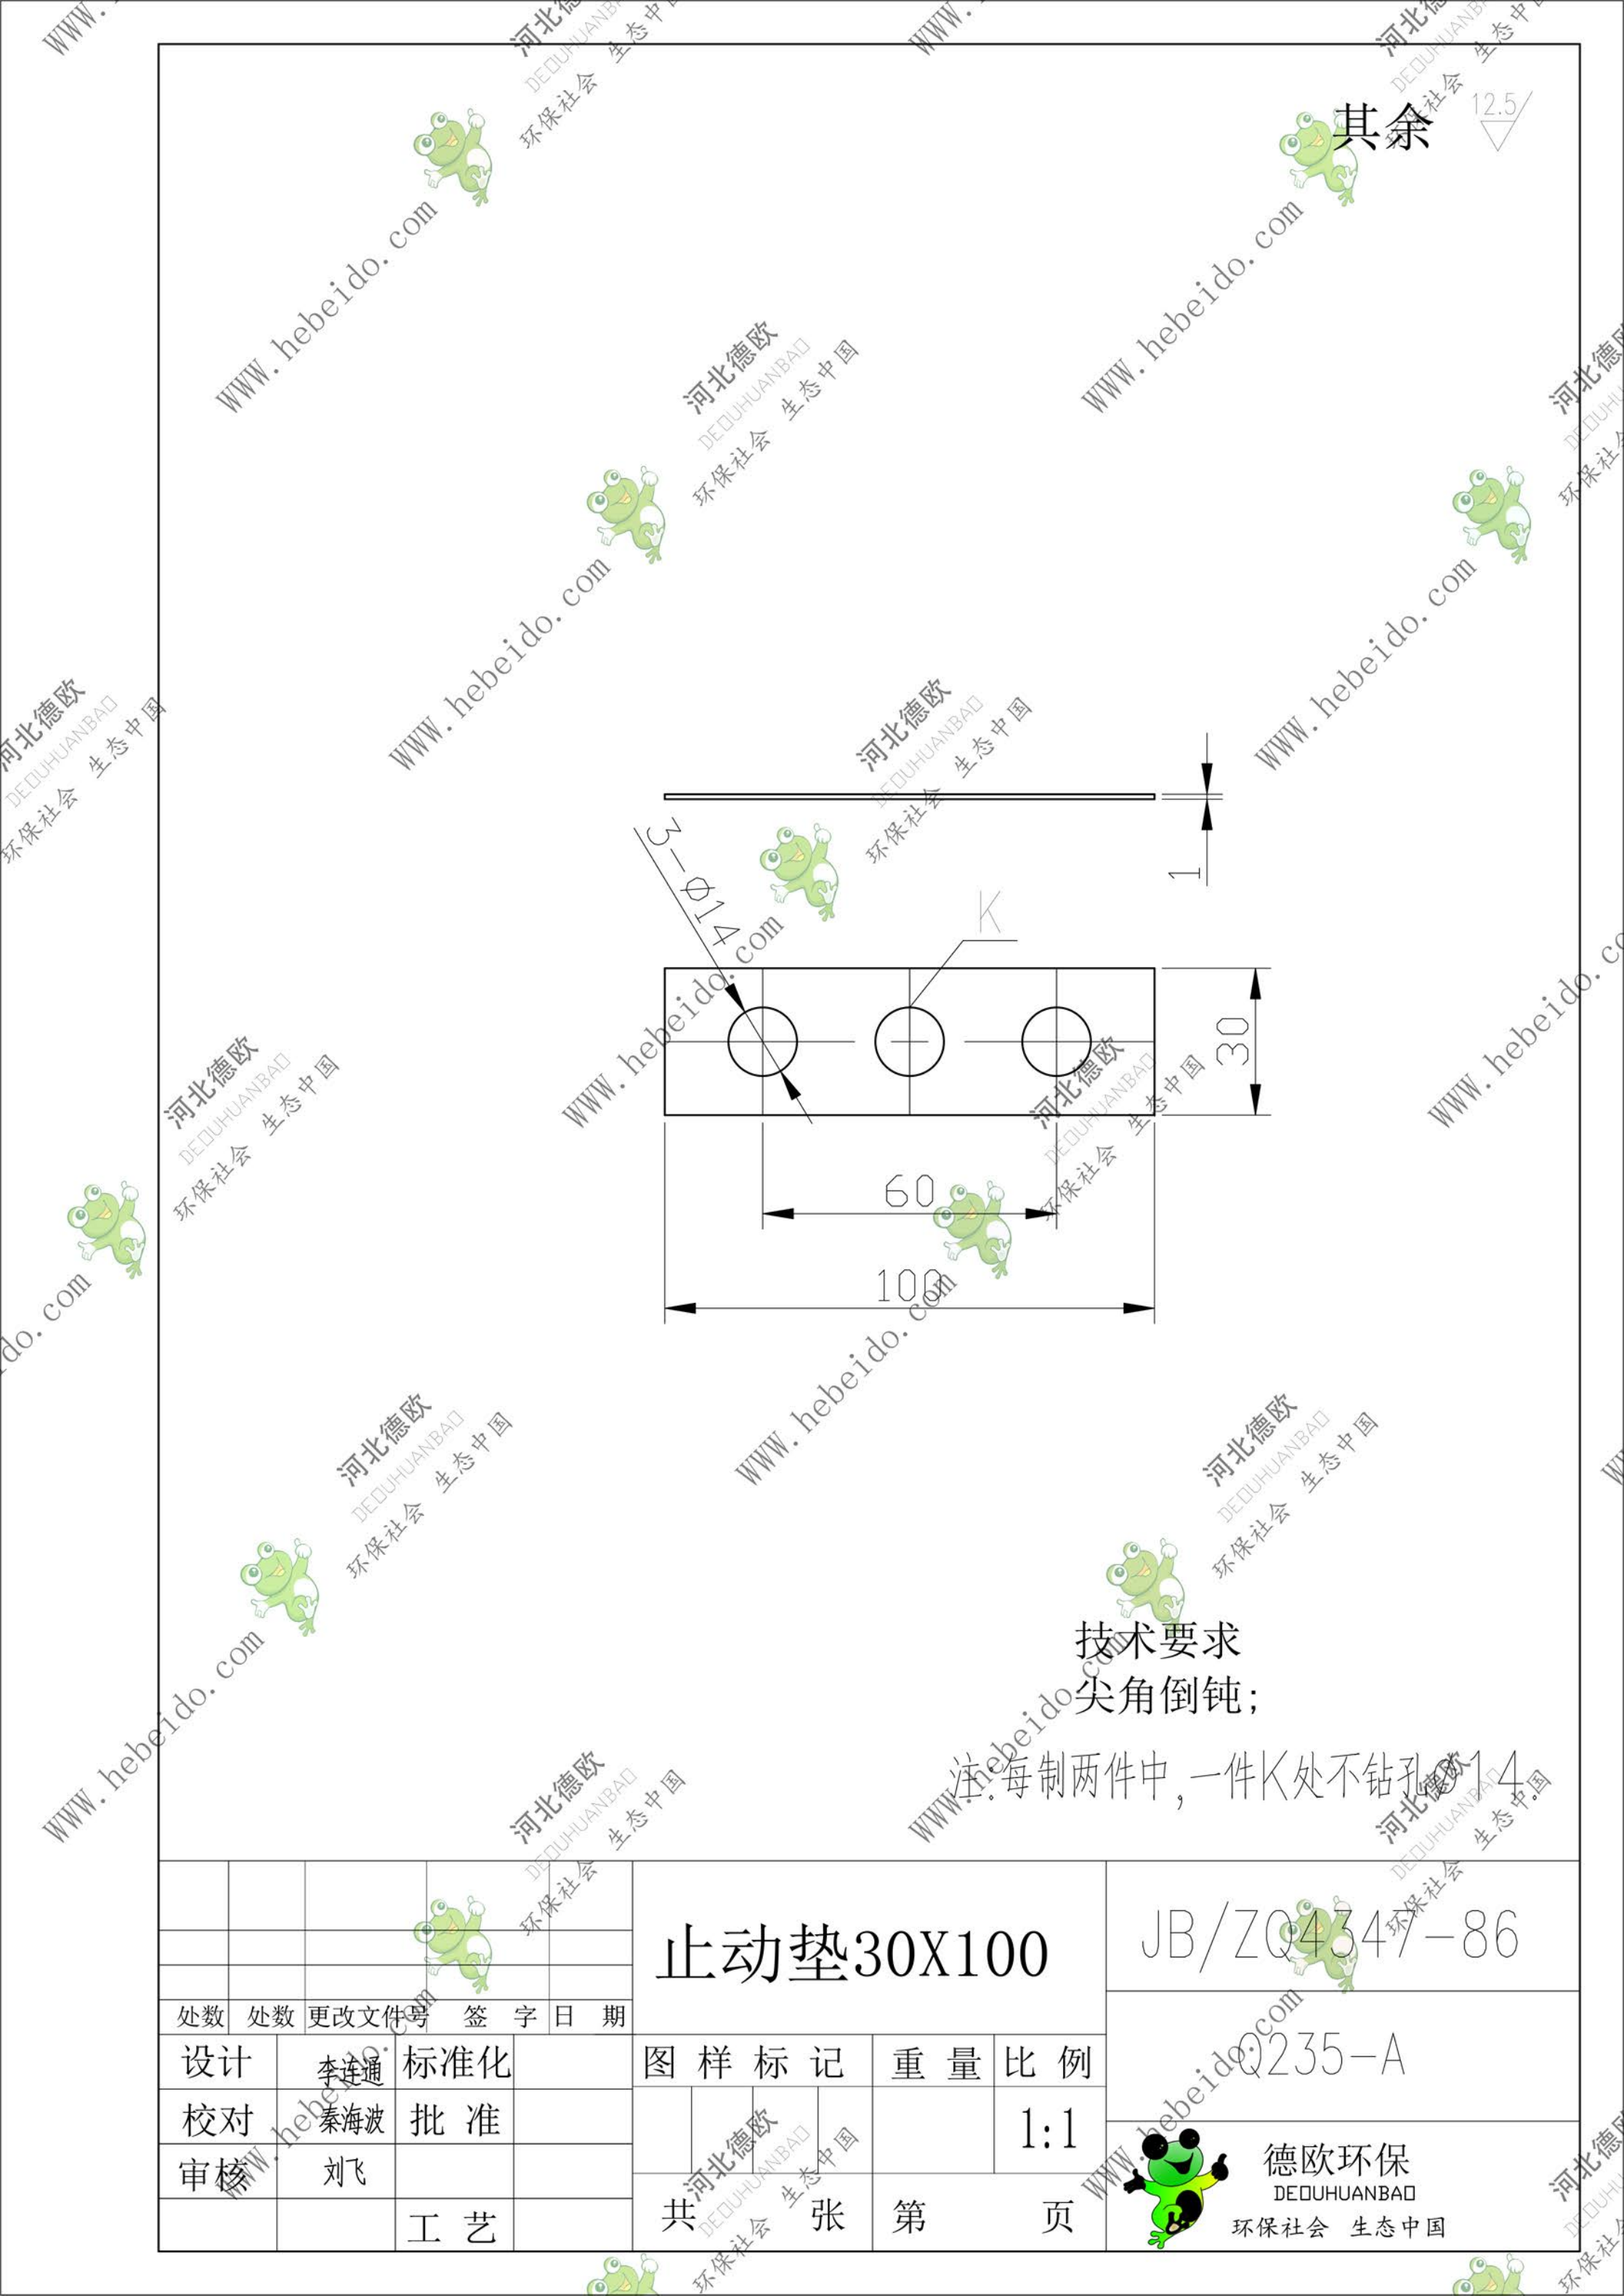 其余 12.5
1
3-Φ14
K
30
60
100
技术要求
尖角倒钝;
注:每制两件中,一件K处不钻孔Ø14.
止动垫30X100
JB/ZQ4347-86
处数 处数 更改文件号 签 字 日 期
设计 李连通 标准化
图样标记 重量 比例
Q235-A
校对 秦海波 批准
1:1
审核 刘飞
德欧环保
DEOUHUANBAO
共 张 第 页
工艺
环保社会 生态中国
河北德欧
DEOUHUANBAO
环保社会 生态中国
WWW.hebeido.com